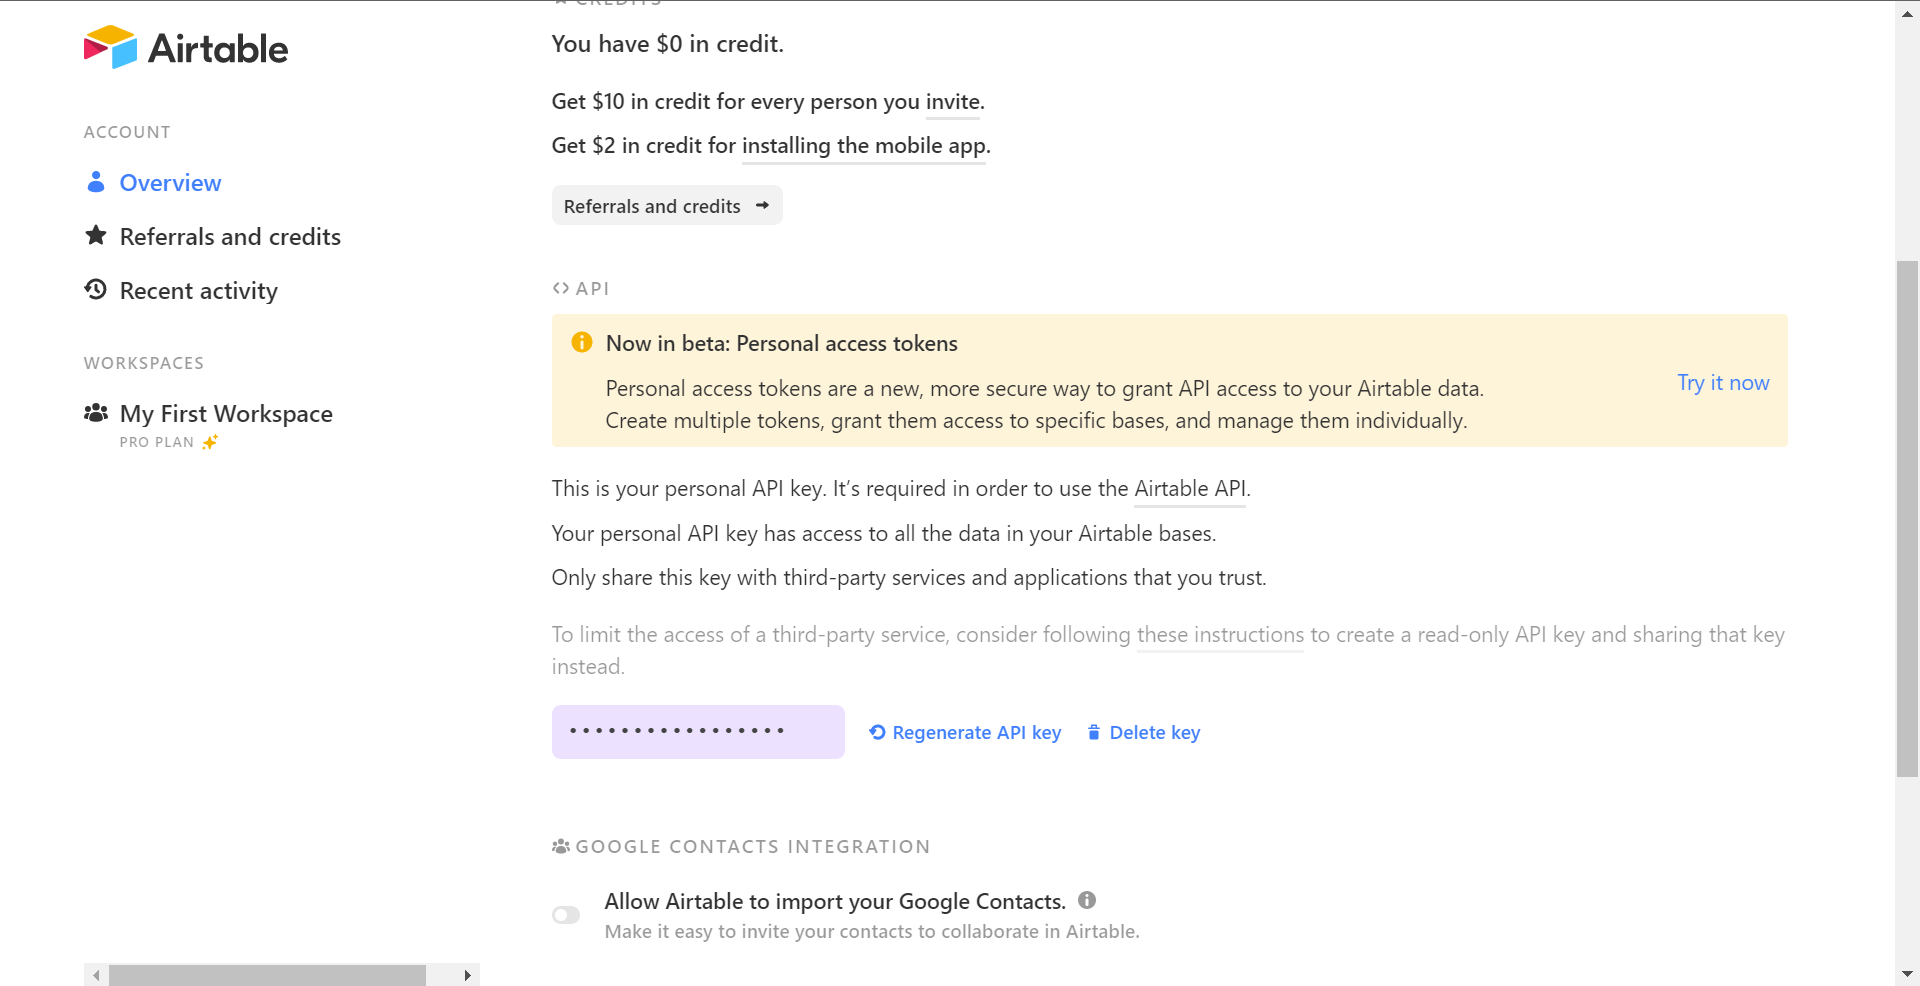 Airtable
ACCOUNT
Overview
Referrals and credits
Recent activity
WORKSPACES
My First Workspace
PRO PLAN
CREDITS
You have $0 in credit.
Get $10 in credit for every person you invite.
Get $2 in credit for installing the mobile app.
Referrals and credits
API
Now in beta: Personal access tokens
Personal access tokens are a new, more secure way to grant API access to your Airtable data.
Create multiple tokens, grant them access to specific bases, and manage them individually.
Try it now
This is your personal API key. It’s required in order to use the Airtable API.
Your personal API key has access to all the data in your Airtable bases.
Only share this key with third-party services and applications that you trust.
To limit the access of a third-party service, consider following these instructions to create a read-only API key and sharing that key
instead.
•••••••••••••••••
Regenerate API key
Delete key
GOOGLE CONTACTS INTEGRATION
Allow Airtable to import your Google Contacts.
Make it easy to invite your contacts to collaborate in Airtable.